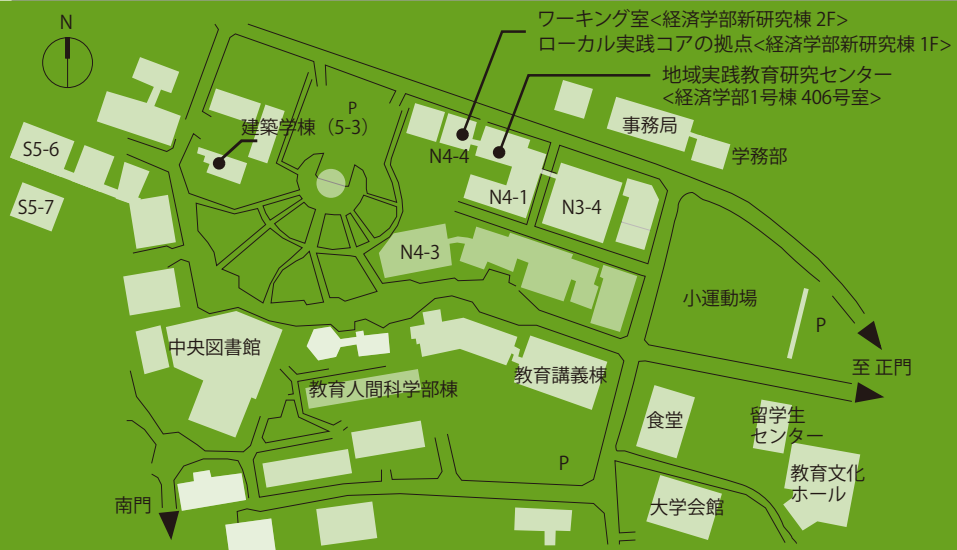 N
ワーキング室<経済学部新研究棟 2F>
ローカル実践コアの拠点<経済学部新研究棟 1F>
地域実践教育研究センター
<経済学部1号棟 406号室>
P
建築学棟（5-3）
事務局
学務部
S5-6
S5-7
N4-4
N4-1
N3-4
N4-3
小運動場
P
至 正門
中央図書館
教育人間科学部棟
教育講義棟
食堂
留学生
センター
P
教育文化
ホール
南門
大学会館